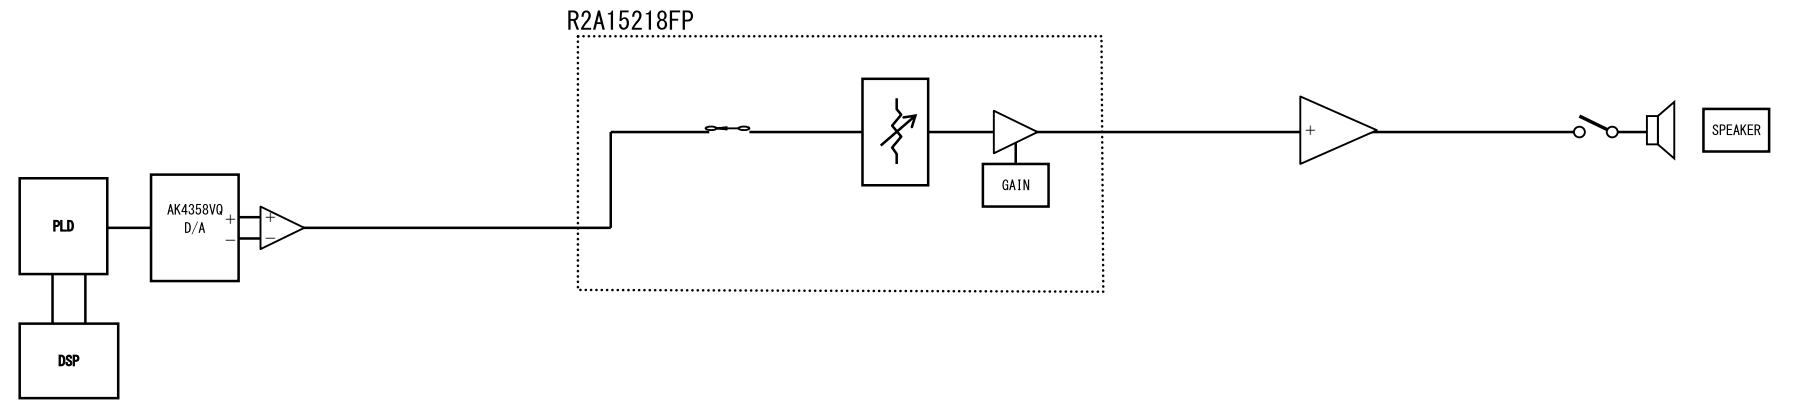 R2A15218FP
+
SPEAKER
GAIN
PLD
AK4358VQ
D/A
+
−
+
−
DSP